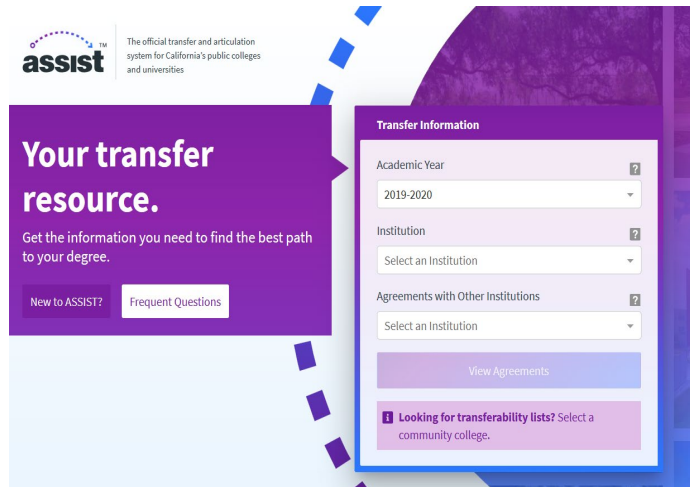 assist™
The official transfer and articulation
system for California's public colleges
and universities
Your transfer
resource.
Get the information you need to find the best path
to your degree.
New to ASSIST?
Frequent Questions
Transfer Information
Academic Year
?
2019-2020
Institution
?
Select an Institution
Agreements with Other Institutions
?
Select an Institution
View Agreements
Looking for transferability lists? Select a
community college.